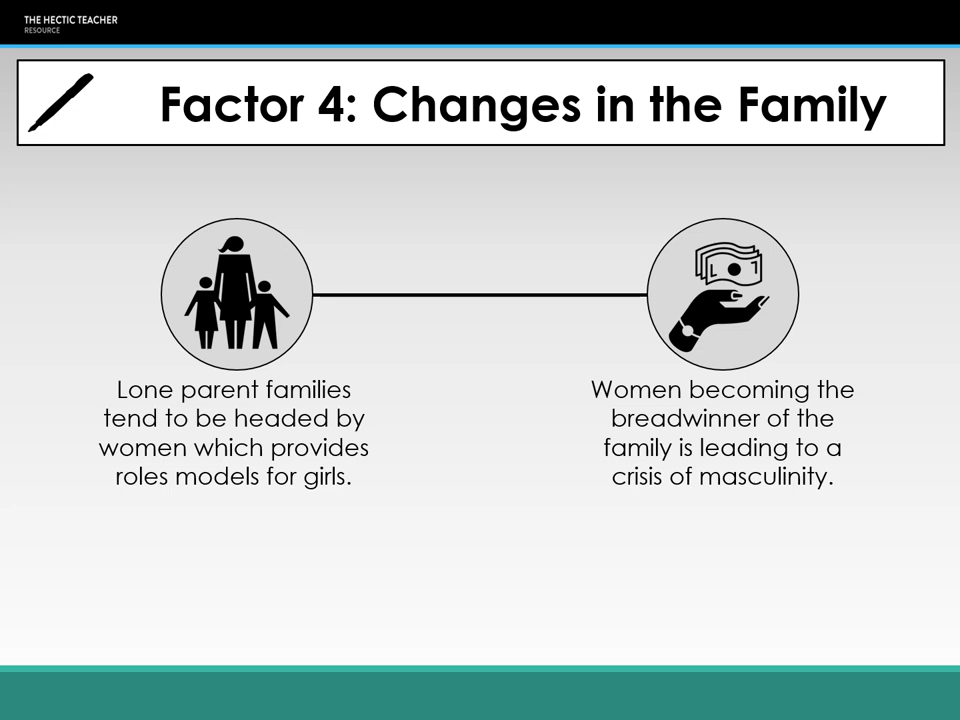 THE HECTIC TEACHER
RESOURCE
Factor 4: Changes in the Family
Lone parent families
tend to be headed by
women which provides
roles models for girls.
Women becoming the
breadwinner of the
family is leading to a
crisis of masculinity.